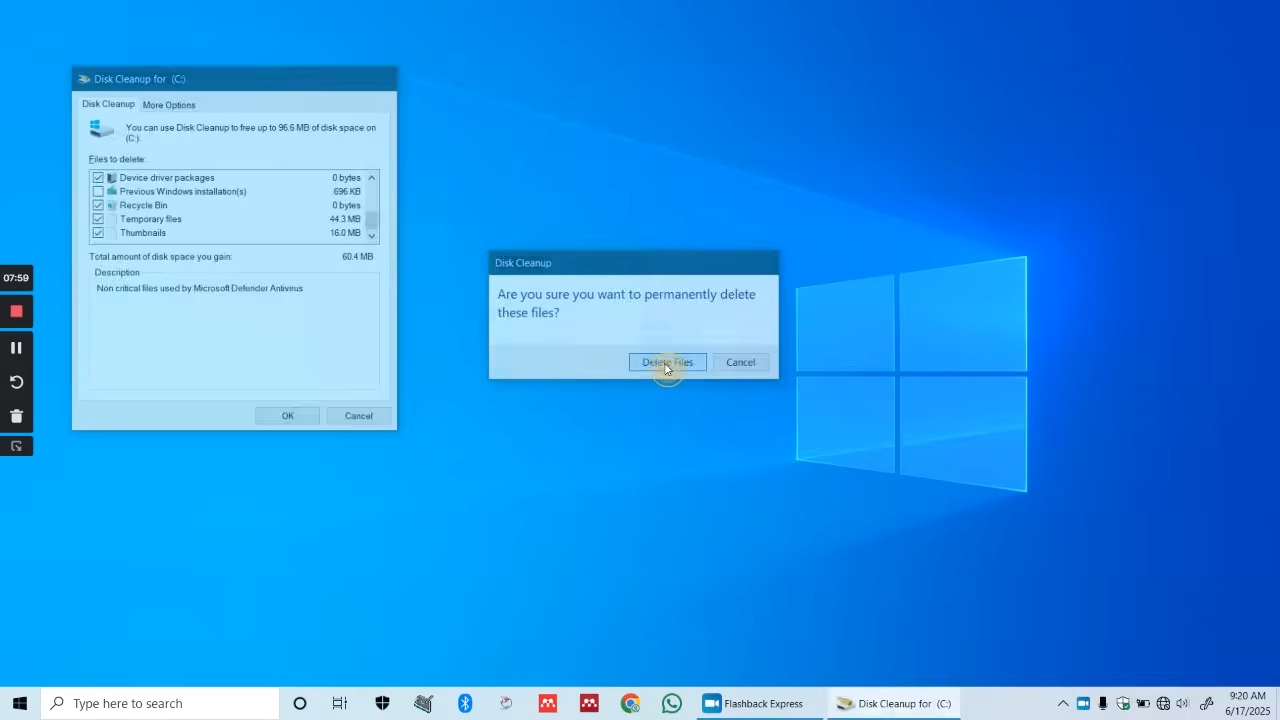 Disk Cleanup for (C:)
Disk Cleanup
More Options
You can use Disk Cleanup to free up to 96.6 MB of disk space on
(C:).
Files to delete:
Device driver packages 0 bytes
Previous Windows installation(s) 696 KB
Recycle Bin 0 bytes
Temporary files 44.3 MB
Thumbnails 16.0 MB
Total amount of disk space you gain: 60.4 MB
Description
Non critical files used by Microsoft Defender Antivirus
OK
Cancel
Disk Cleanup
Are you sure you want to permanently delete
these files?
Delete Files
Cancel
07:59
Type here to search
Flashback Express
Disk Cleanup for (C:)
9:20 AM
6/17/2025